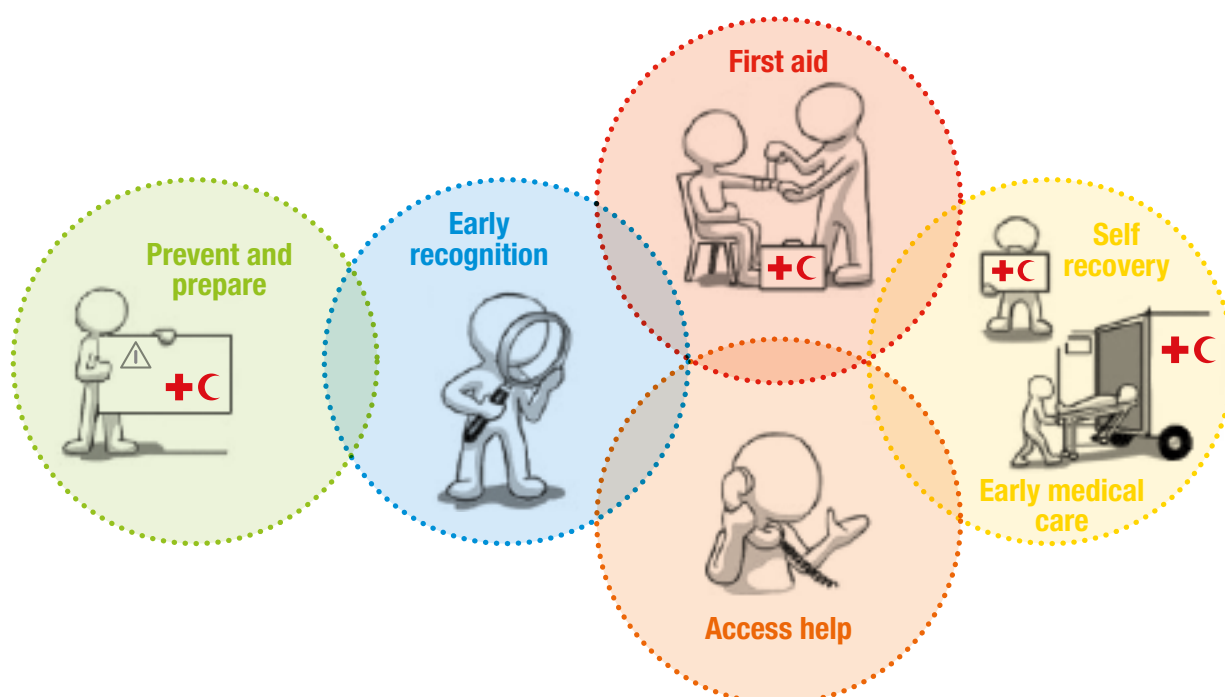 First aid
Prevent and
prepare
Early
recognition
Self
recovery
Early medical
care
Access help